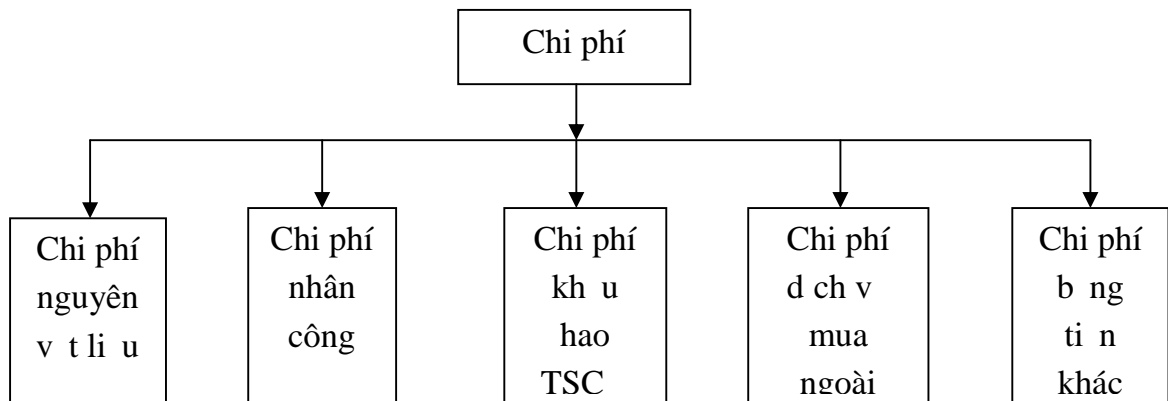 Chi phí
Chi phí
nguyên
v t li u
Chi phí
nhân
công
Chi phí
kh u
hao
TSC
Chi phí
d ch v
mua
ngoài
Chi phí
b ng
ti n
khác